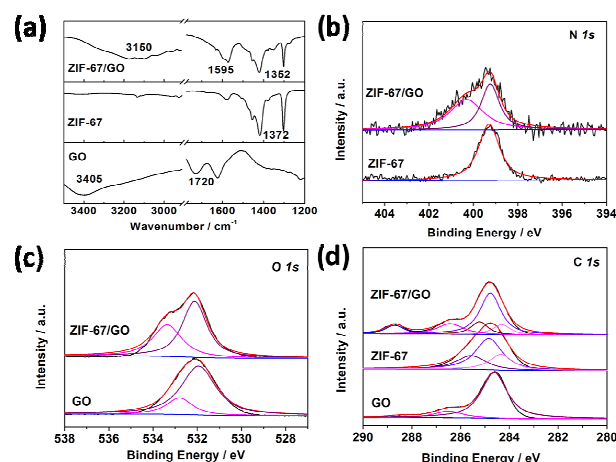 (a)
ZIF-67/GO
3150
1595
1352
ZIF-67
1372
GO
3405
1720
3400 3200 3000 1600 1400 1200
Wavenumber / cm-1
(b)
N 1s
ZIF-67/GO
ZIF-67
Intensity / a.u.
404 402 400 398 396 394
Binding Energy / eV
(c)
O 1s
ZIF-67/GO
GO
Intensity / a.u.
538 536 534 532 530 528
Binding Energy / eV
(d)
C 1s
ZIF-67/GO
ZIF-67
GO
Intensity / a.u.
290 288 286 284 282 280
Binding Energy / eV